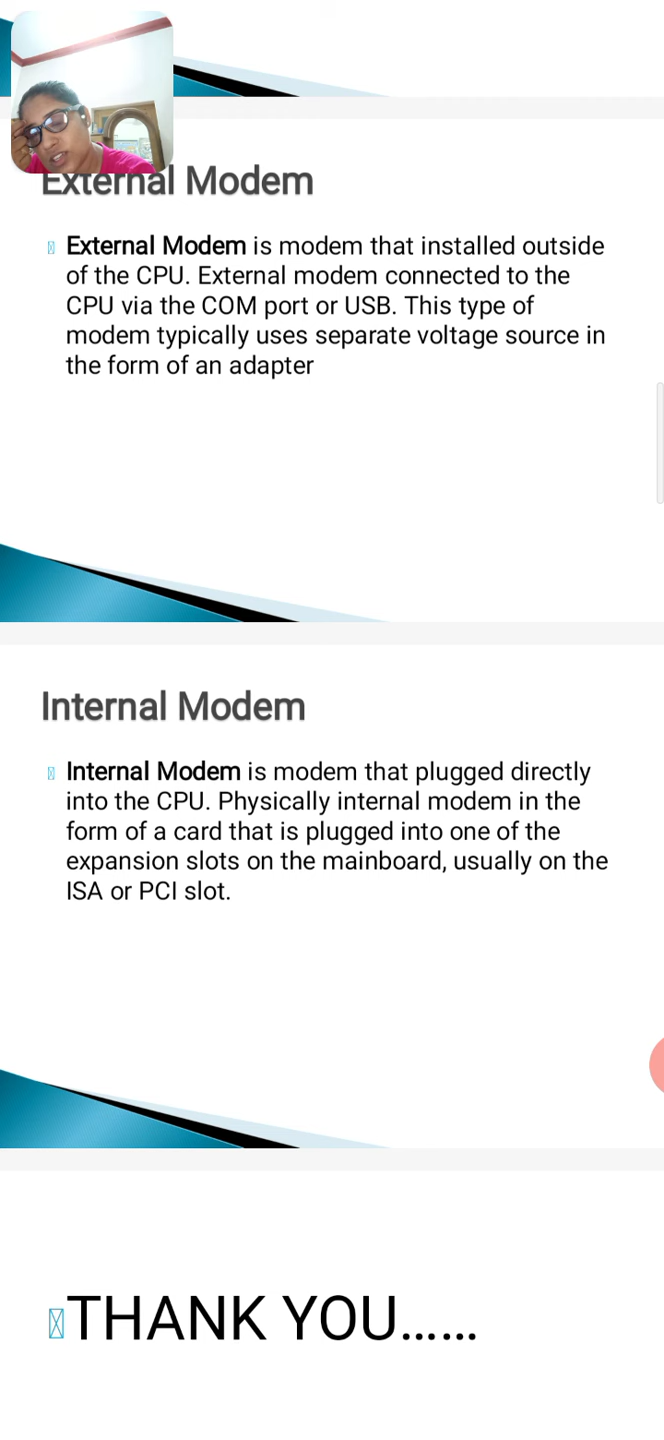 External Modem
External Modem is modem that installed outside
of the CPU. External modem connected to the
CPU via the COM port or USB. This type of
modem typically uses separate voltage source in
the form of an adapter
Internal Modem
Internal Modem is modem that plugged directly
into the CPU. Physically internal modem in the
form of a card that is plugged into one of the
expansion slots on the mainboard, usually on the
ISA or PCI slot.
THANK YOU……